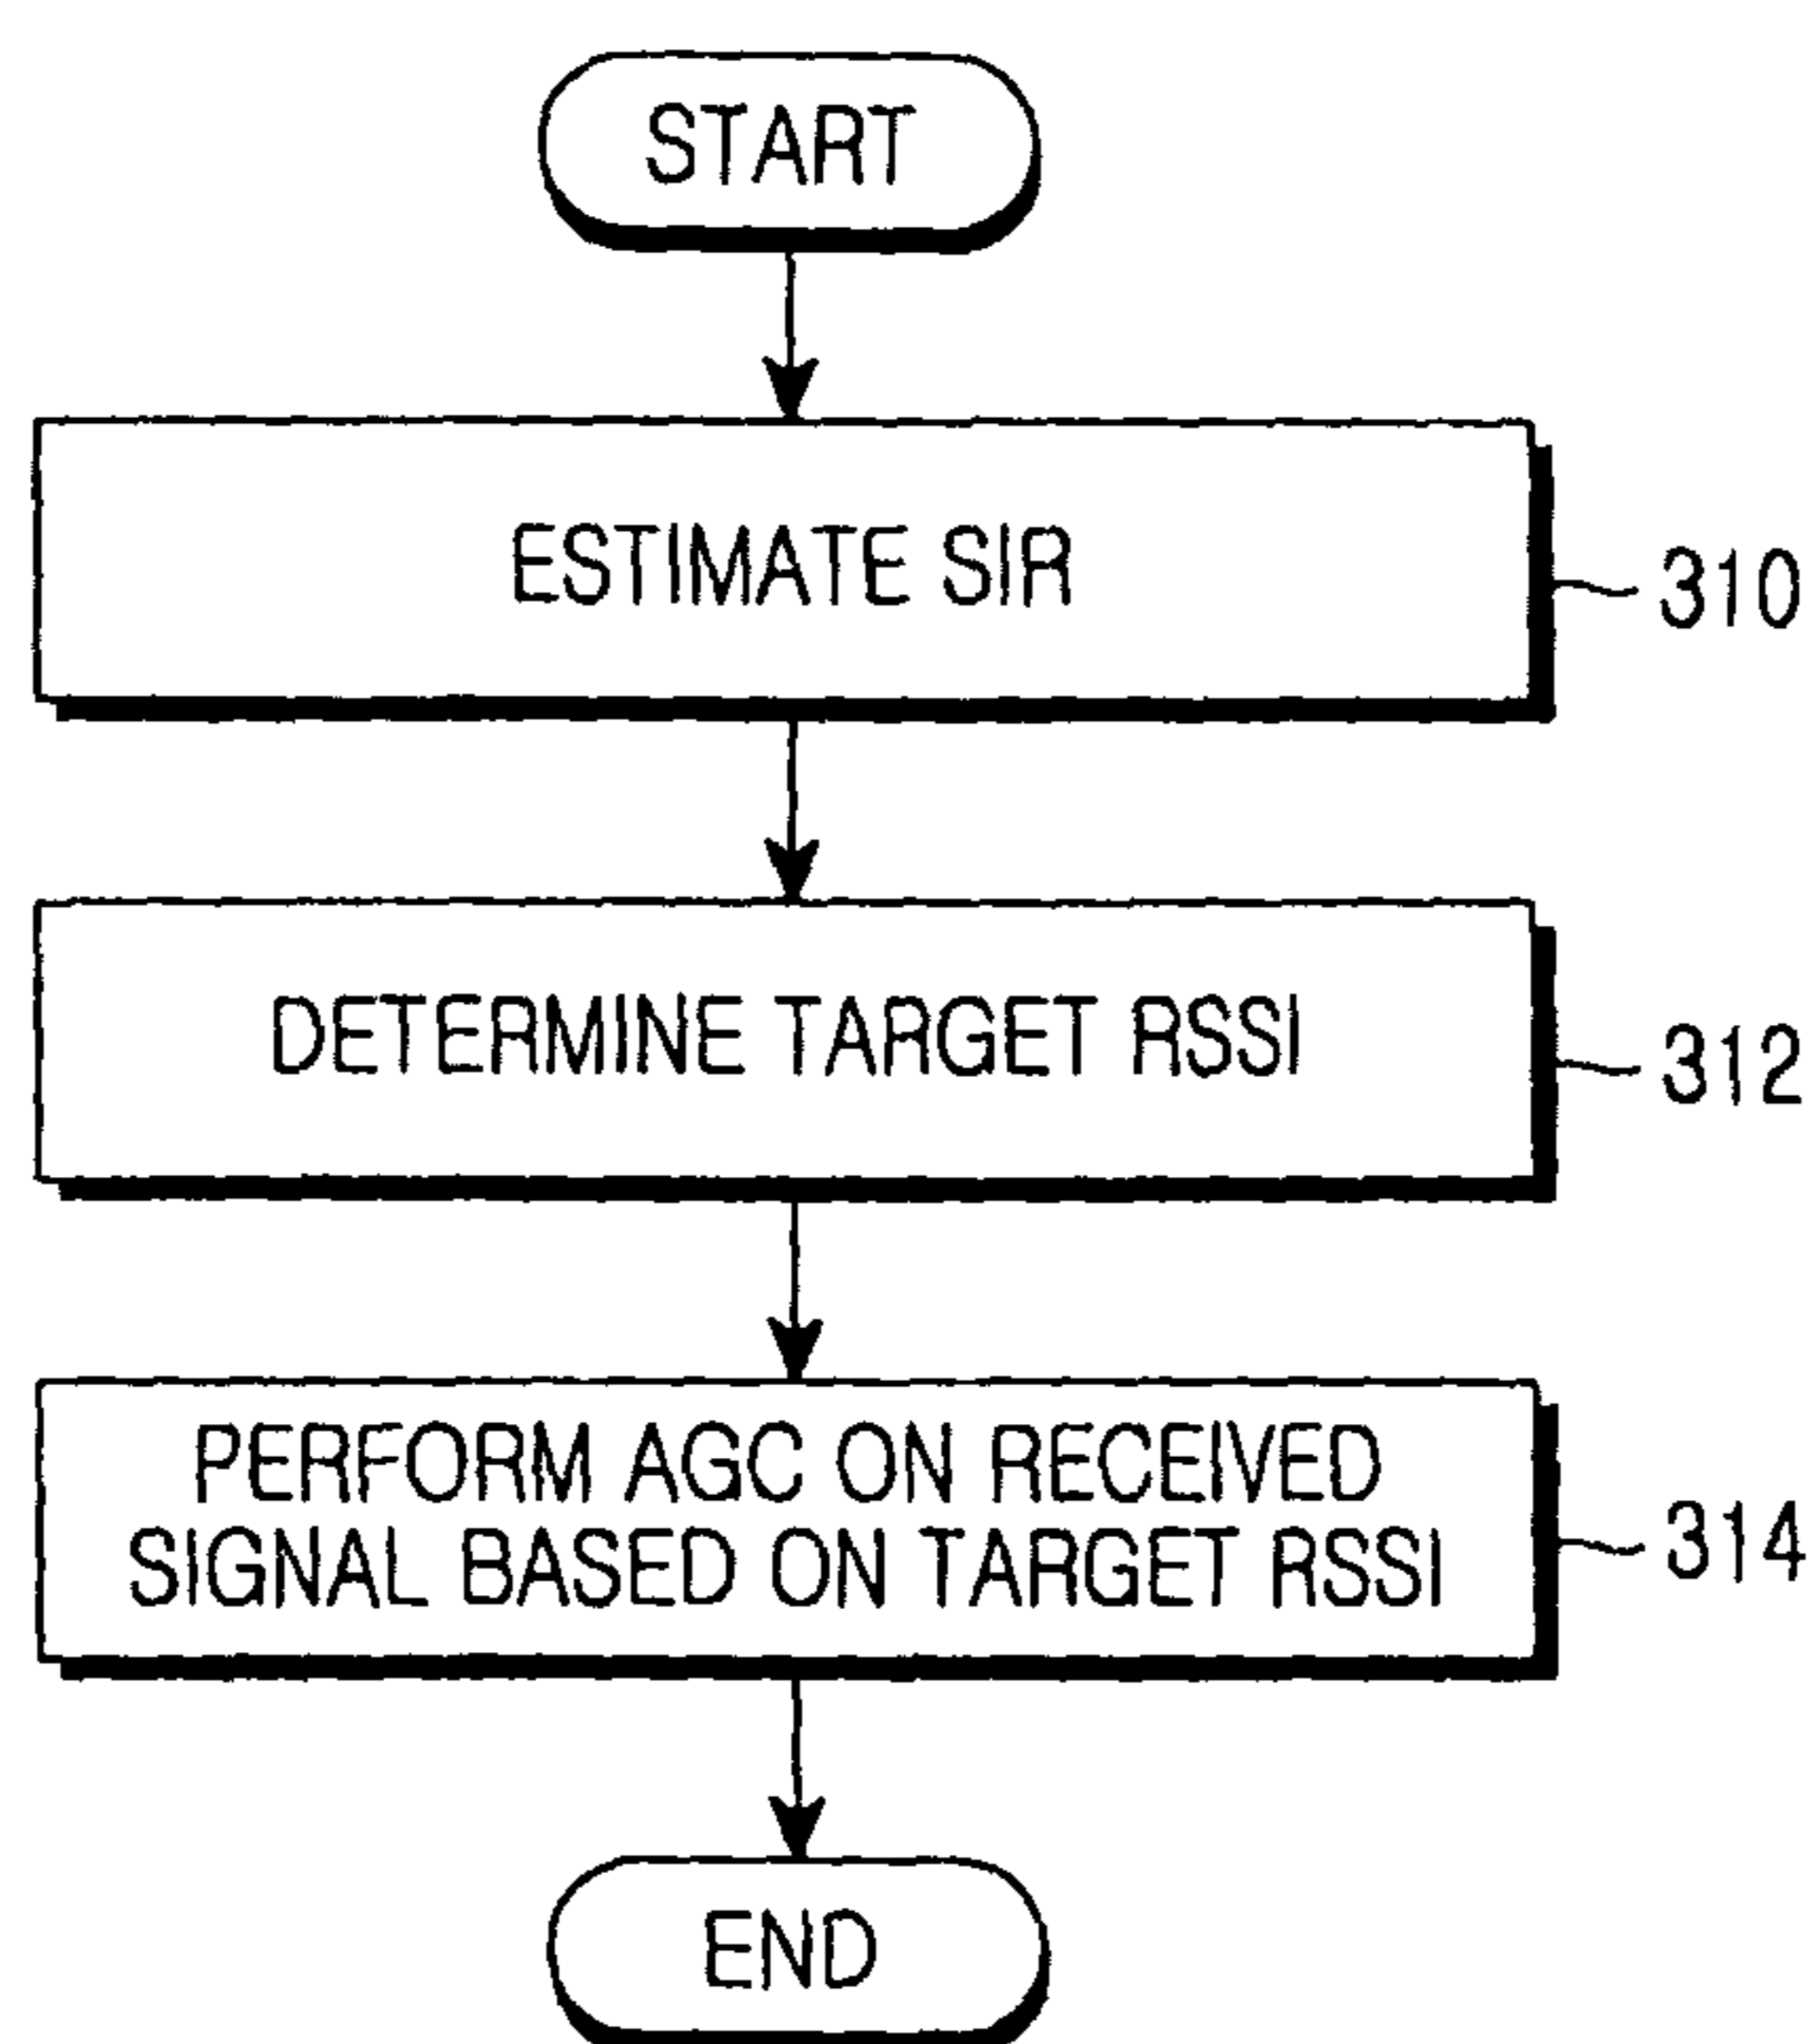 START
ESTIMATE SIR
310
DETERMINE TARGET RSSI
312
PERFORM AGC ON RECEIVED
SIGNAL BASED ON TARGET RSSI
314
END